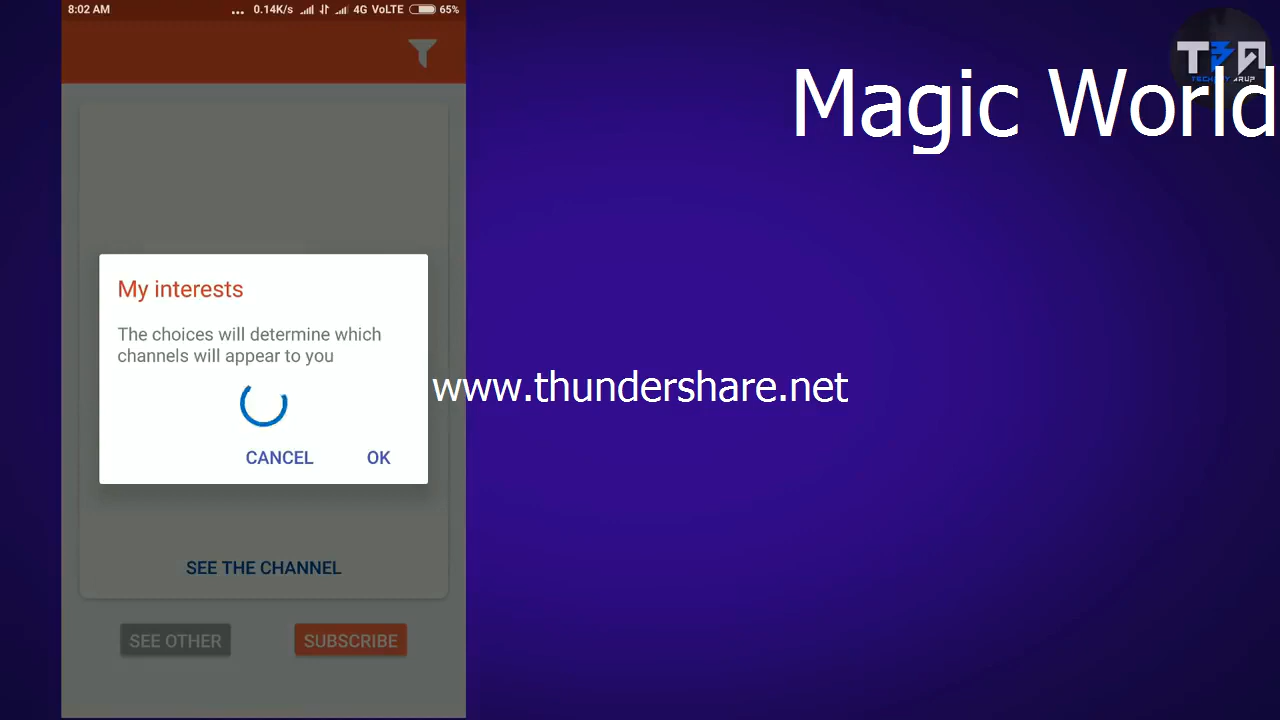 8:02 AM ... 0.14K/s 4G VoLTE 65%
Magic World
My interests
The choices will determine which
channels will appear to you
www.thundershare.net
CANCEL OK
SEE THE CHANNEL
SEE OTHER SUBSCRIBE